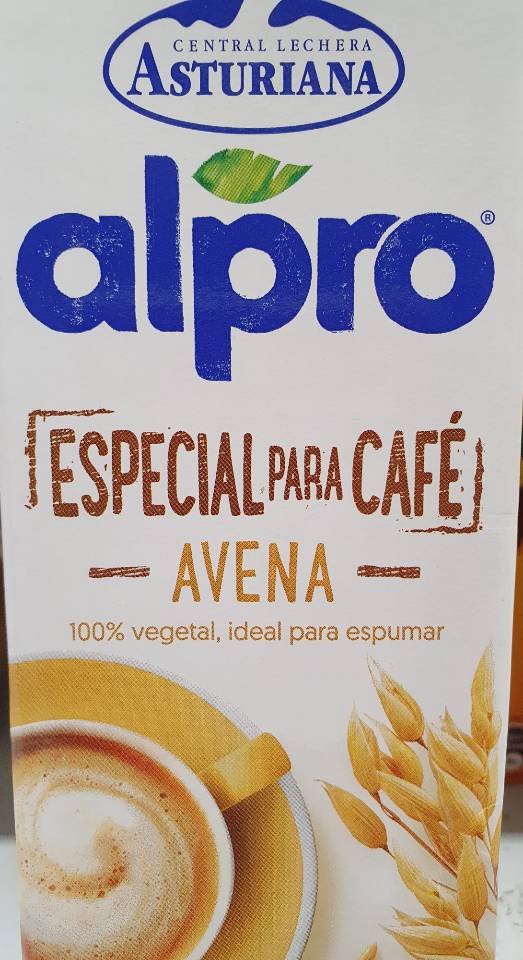 CENTRAL LECHERA
ASTURIANA
alpro®
ESPECIAL PARA CAFÉ
AVENA
100% vegetal, ideal para espumar